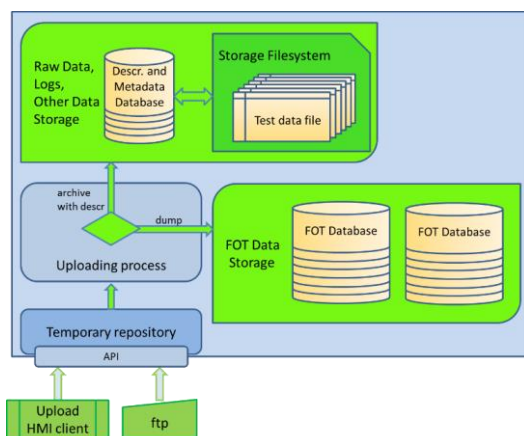 Raw Data,
Logs,
Other Data
Storage
Descr. and
Metadata
Database
Storage Filesystem
Test data file
archive
with descr
dump
Uploading process
FOT Data
Storage
FOT Database
FOT Database
Temporary repository
API
Upload
HMI client
ftp